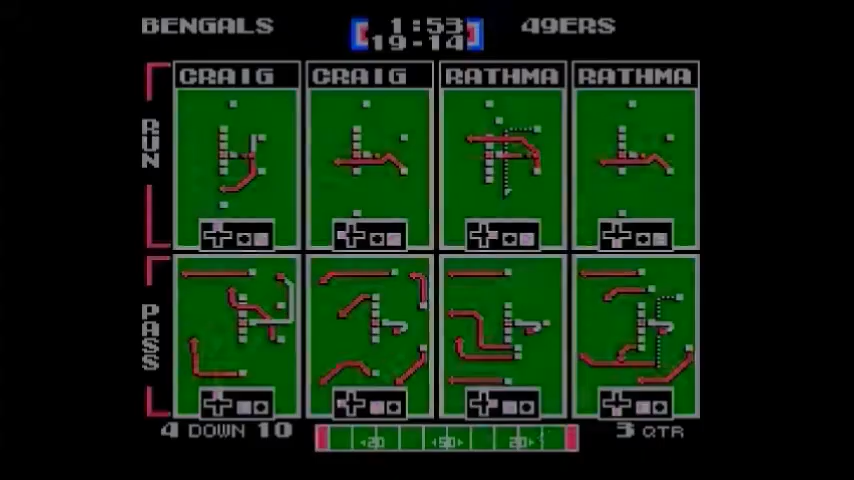 BENGALS 1:53 49ERS
19-14
CRAIG CRAIG RATHMA RATHMA
RUN
PASS
4 DOWN 10 20 50 20 3 QTR